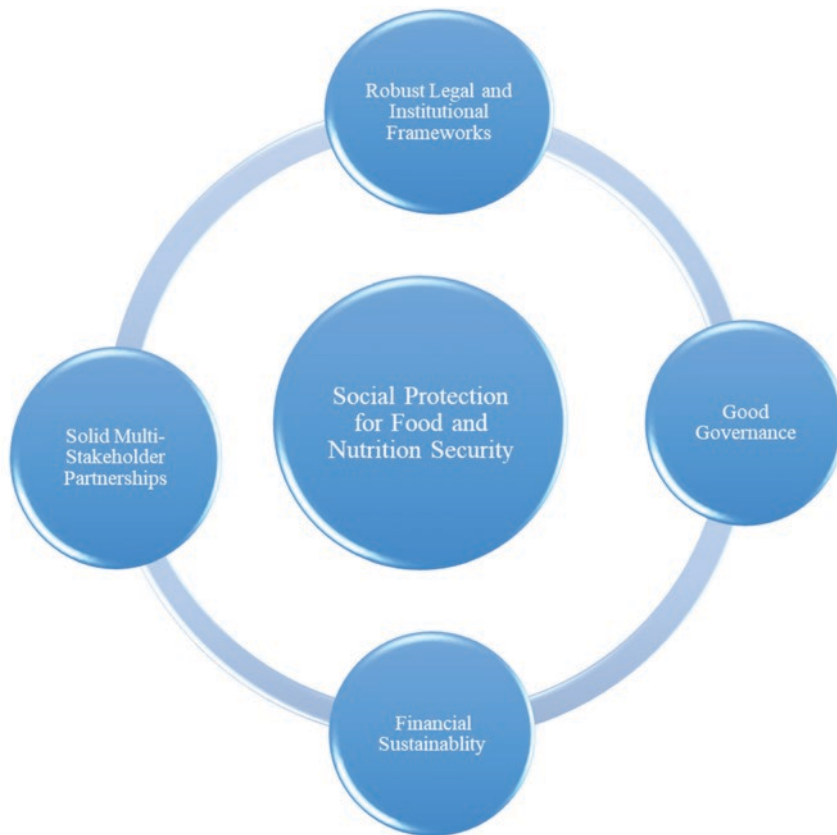 Robust Legal and
Institutional
Frameworks
Social Protection
for Food and
Nutrition Security
Good
Governance
Solid Multi-
Stakeholder
Partnerships
Financial
Sustainablity